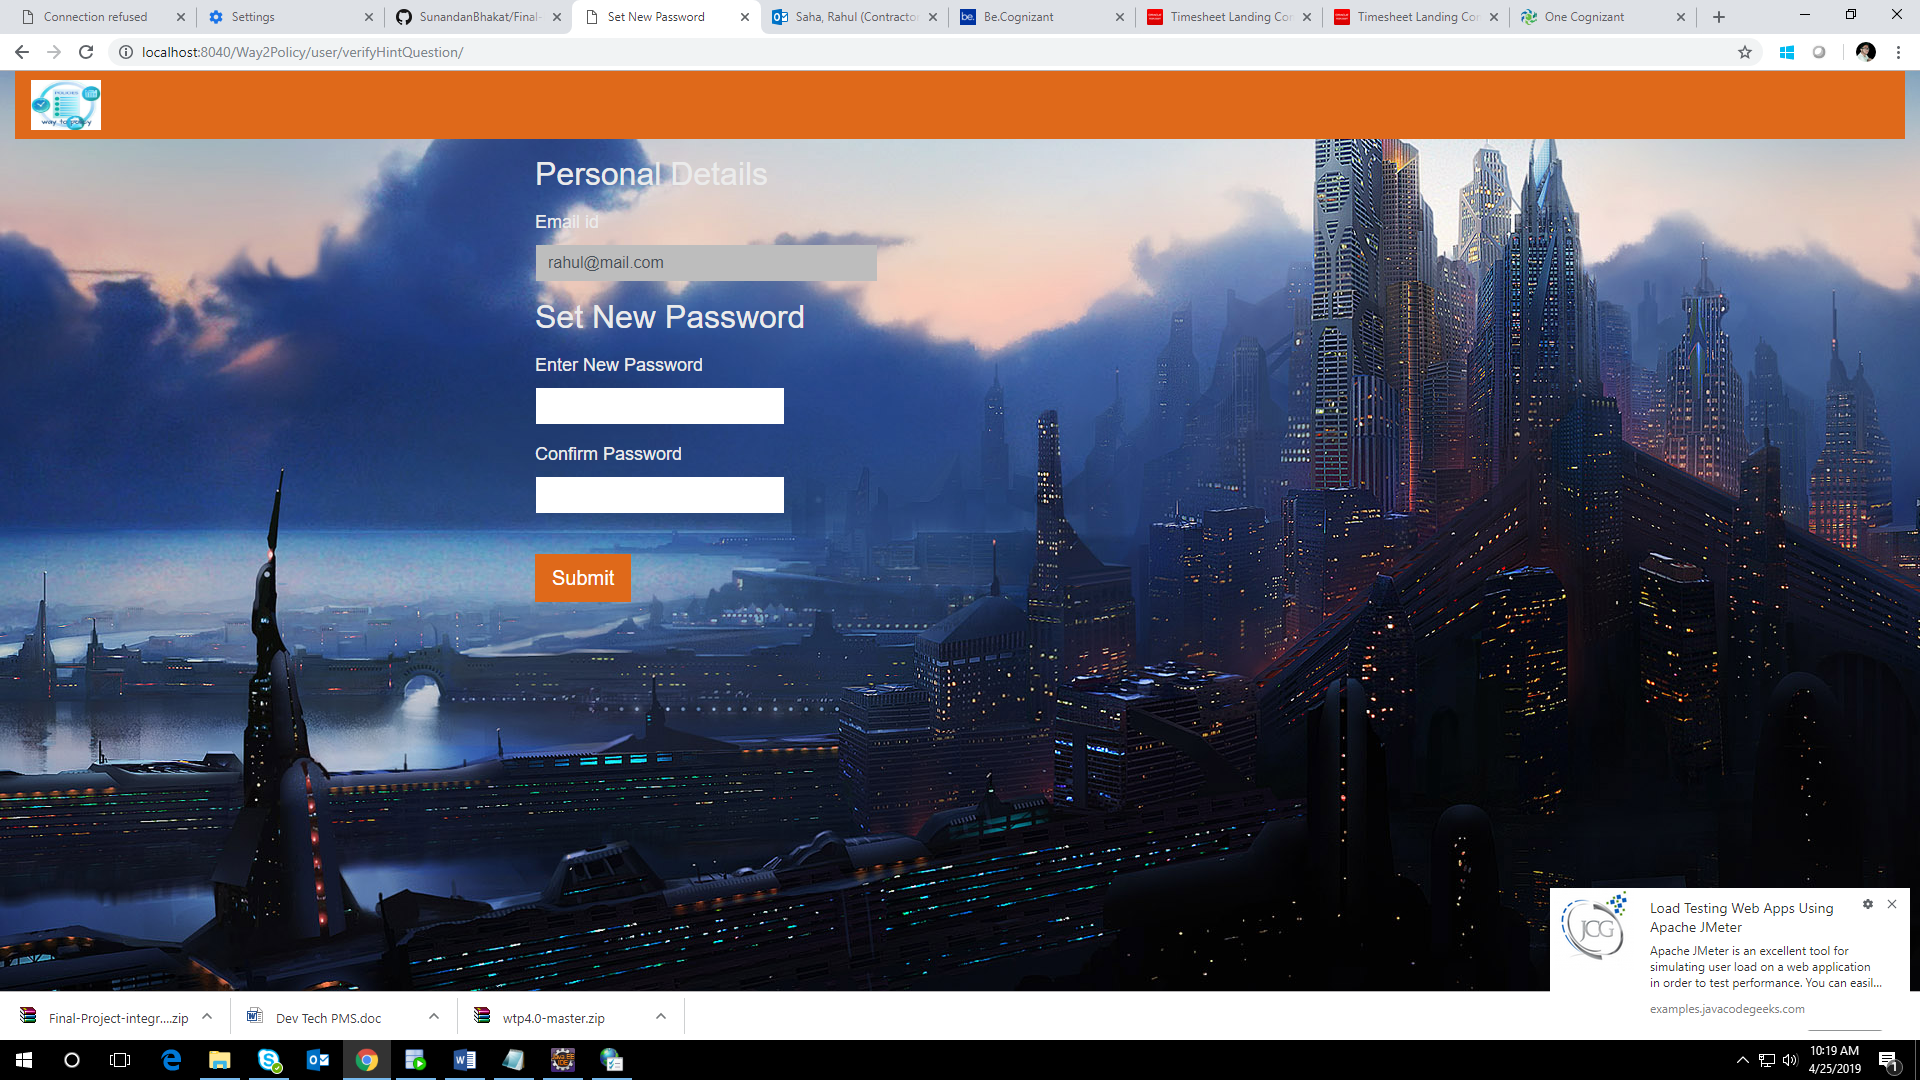 Connection refused
Settings
SunandanBhakat/Final-
Set New Password
Saha, Rahul (Contracto
Be.Cognizant
Timesheet Landing Co
Timesheet Landing Co
One Cognizant
localhost:8040/Way2Policy/user/verifyHintQuestion/
POLICIES
way to policy
Personal Details
Email id
rahul@mail.com
Set New Password
Enter New Password
Confirm Password
Submit
JCG
Load Testing Web Apps Using
Apache JMeter
Apache JMeter is an excellent tool for
simulating user load on a web application
in order to test performance. You can easil...
examples.javacodegeeks.com
Final-Project-integr....zip
Dev Tech PMS.doc
wtp4.0-master.zip
10:19 AM
4/25/2019
1